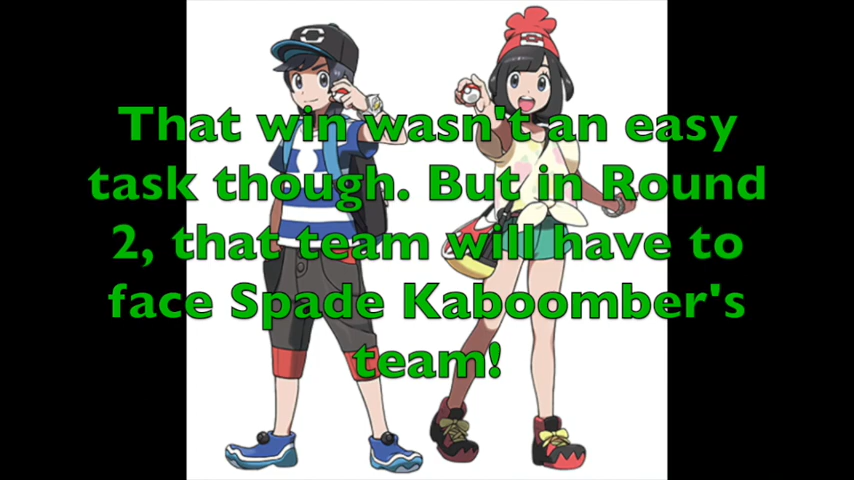 That win wasn't an easy
task though. But in Round
2, that team will have to
face Spade Kaboomber's
team!